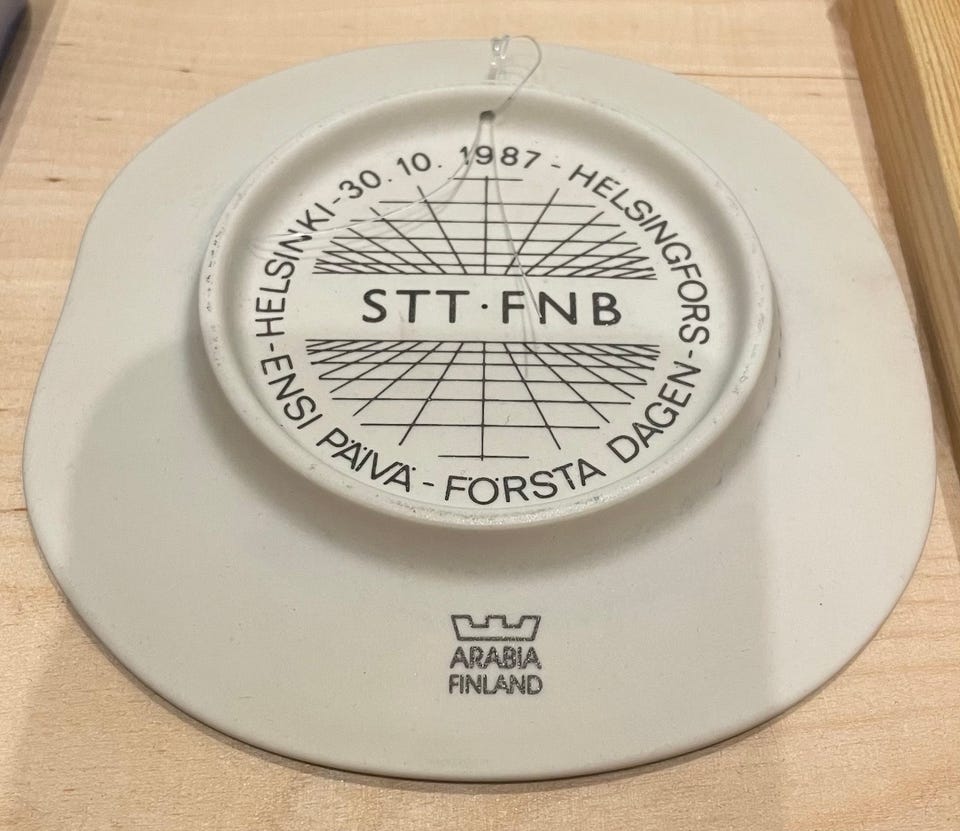 HELSINKI-30.10.1987-HELSINGFORS-
STT·FNB
-ENSI PÄIVÄ-FÖRSTA DAGEN-
ARABIA
FINLAND